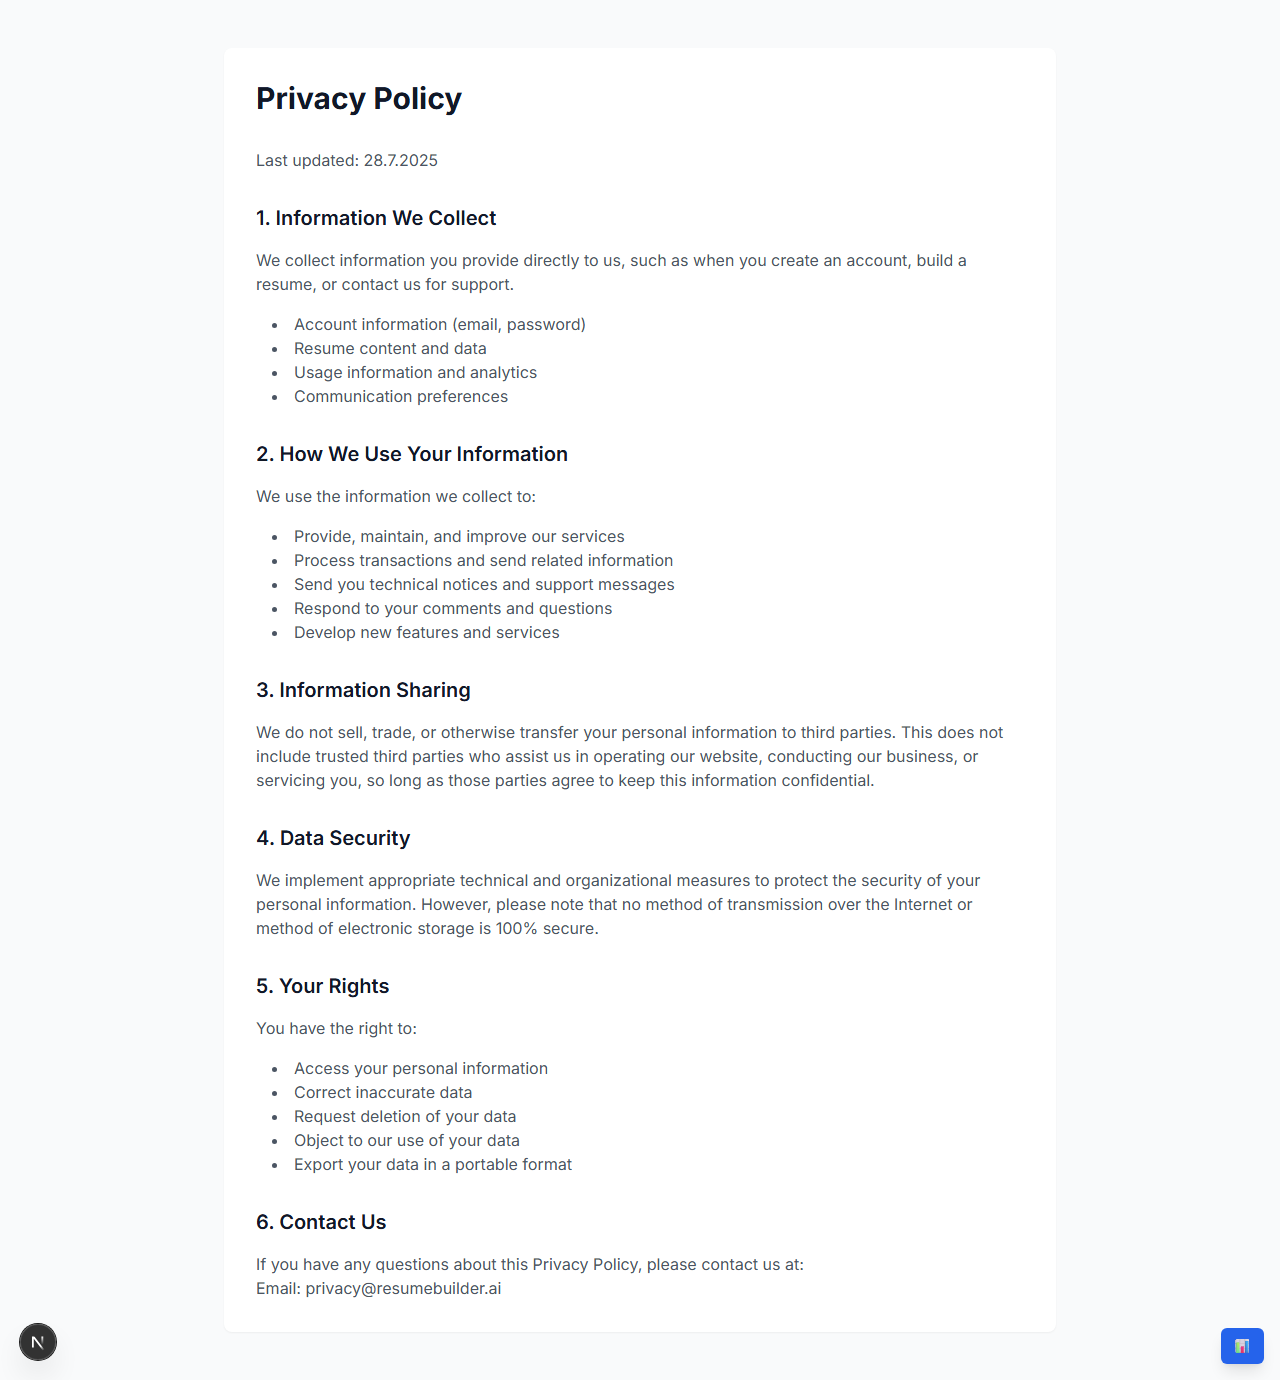 Privacy Policy
Last updated: 28.7.2025
1. Information We Collect
We collect information you provide directly to us, such as when you create an account, build a
resume, or contact us for support.
• Account information (email, password)
• Resume content and data
• Usage information and analytics
• Communication preferences
2. How We Use Your Information
We use the information we collect to:
• Provide, maintain, and improve our services
• Process transactions and send related information
• Send you technical notices and support messages
• Respond to your comments and questions
• Develop new features and services
3. Information Sharing
We do not sell, trade, or otherwise transfer your personal information to third parties. This does not
include trusted third parties who assist us in operating our website, conducting our business, or
servicing you, so long as those parties agree to keep this information confidential.
4. Data Security
We implement appropriate technical and organizational measures to protect the security of your
personal information. However, please note that no method of transmission over the Internet or
method of electronic storage is 100% secure.
5. Your Rights
You have the right to:
• Access your personal information
• Correct inaccurate data
• Request deletion of your data
• Object to our use of your data
• Export your data in a portable format
6. Contact Us
If you have any questions about this Privacy Policy, please contact us at:
Email: privacy@resumebuilder.ai
N